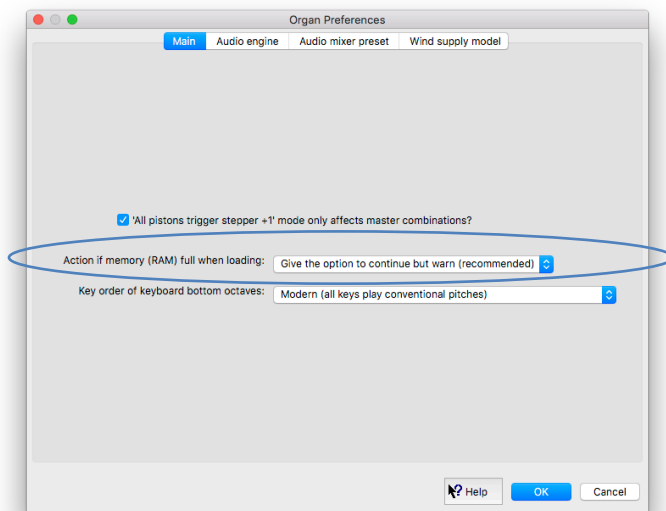 Organ Preferences
Main Audio engine Audio mixer preset Wind supply model
'All pistons trigger stepper +1' mode only affects master combinations?
Action if memory (RAM) full when loading: Give the option to continue but warn (recommended)
Key order of keyboard bottom octaves: Modern (all keys play conventional pitches)
? Help OK Cancel